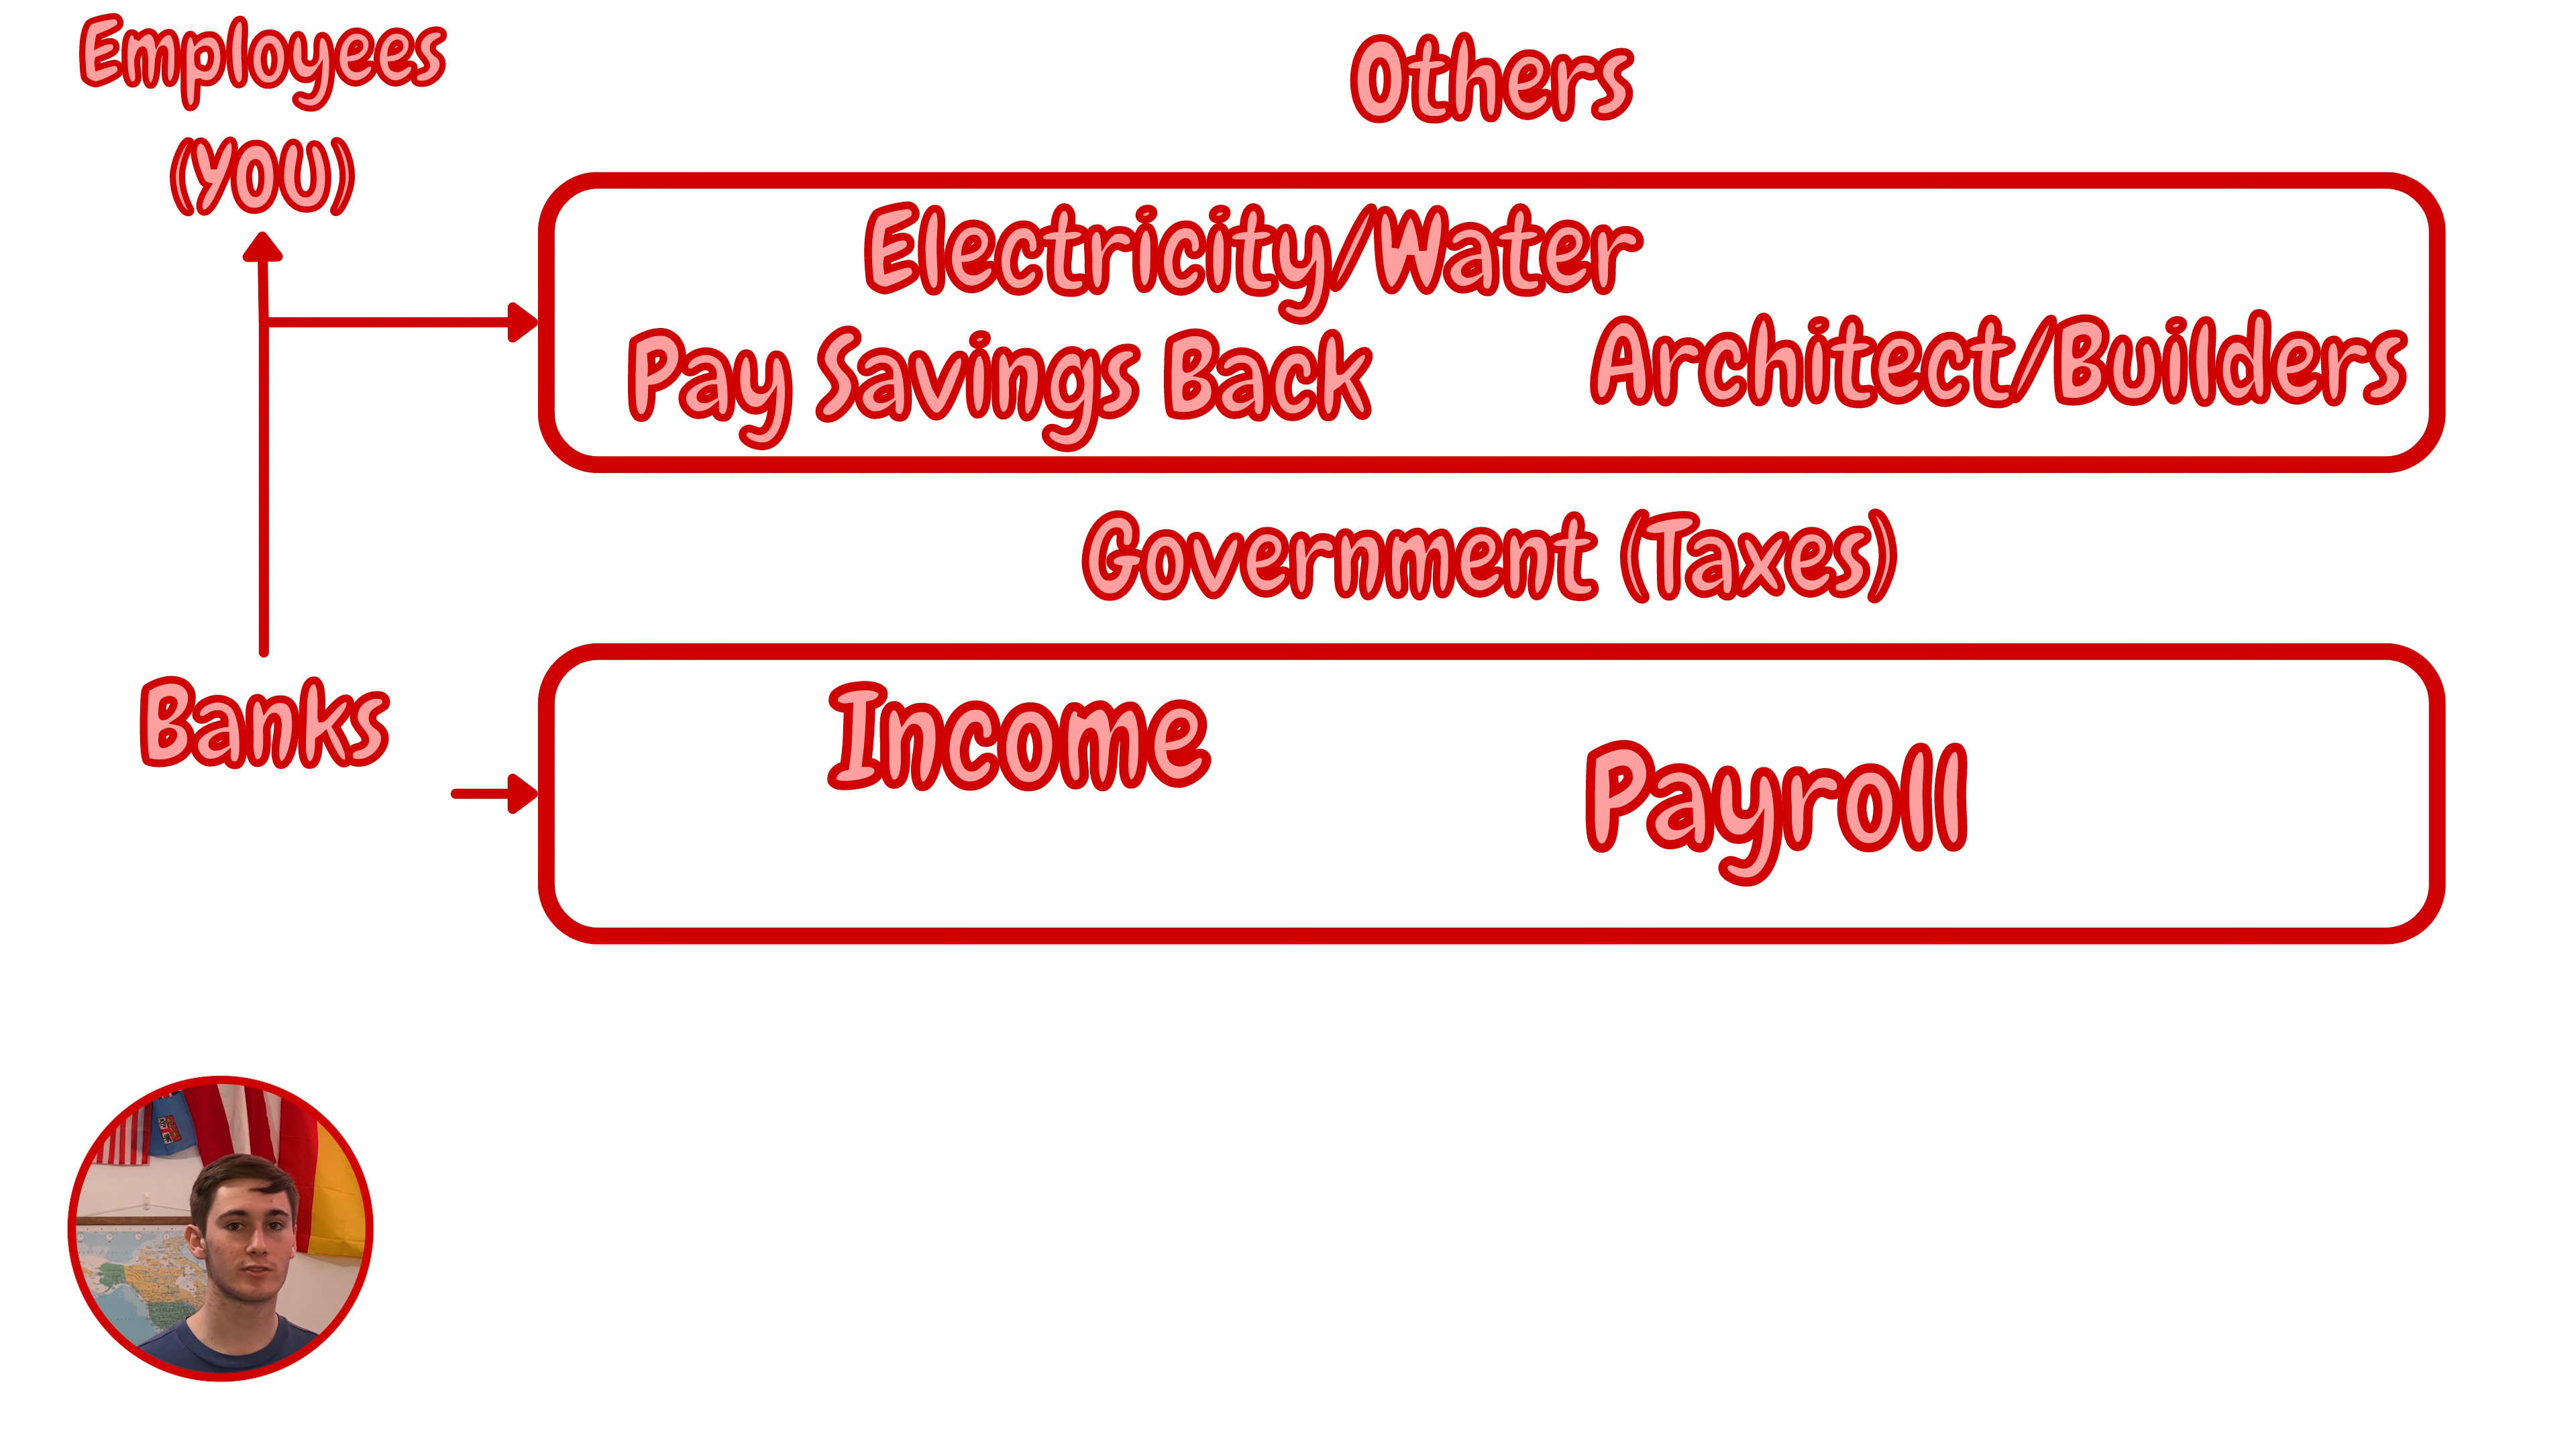 Employees
(YOU)
Others
Electricity/Water
Pay Savings Back
Architect/Builders
Government (Taxes)
Banks
Income
Payroll